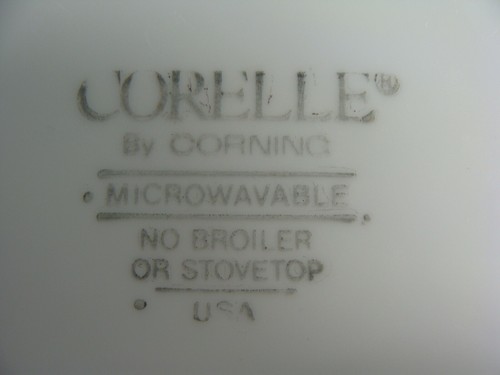 CORELLE®
By CORNING
MICROWAVABLE
NO BROILER
OR STOVETOP
USA